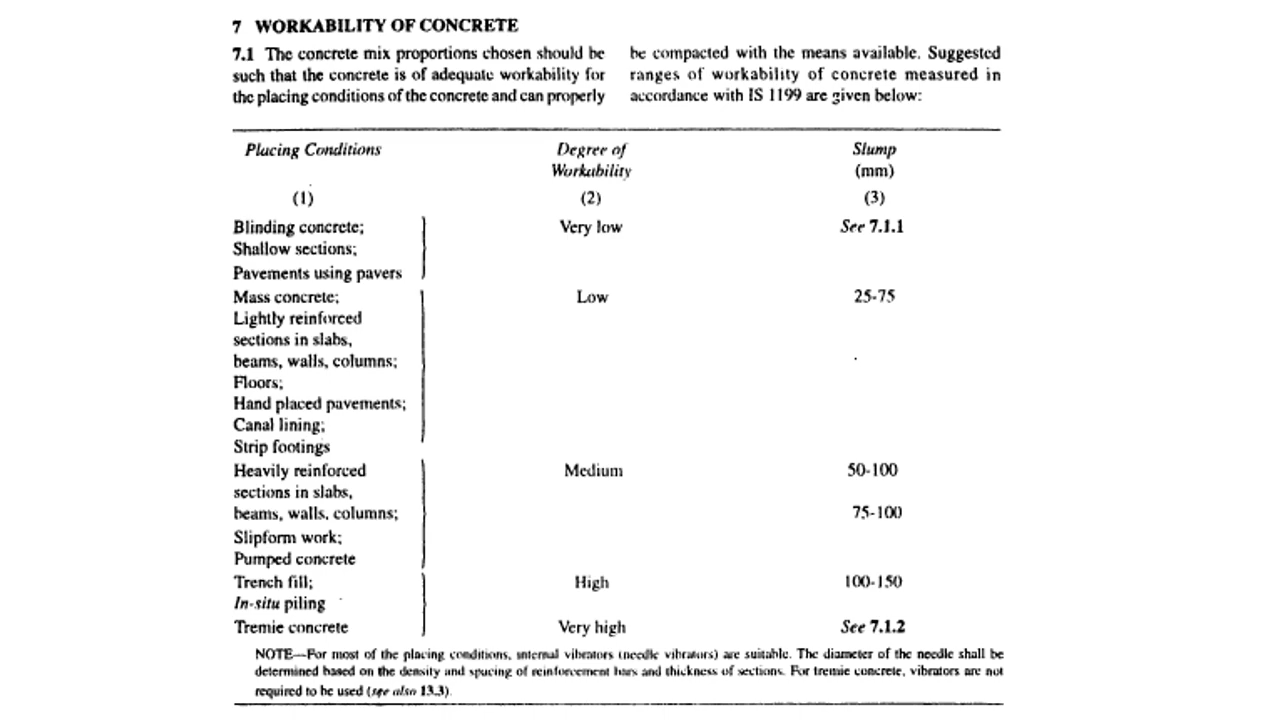 7 WORKABILITY OF CONCRETE
7.1 The concrete mix proportions chosen should be
such that the concrete is of adequate workability for
the placing conditions of the concrete and can properly
be compacted with the means available. Suggested
ranges of workability of concrete measured in
accordance with IS 1199 are given below:
Placing Conditions Degree of Slump
Workability (mm)
(1) (2) (3)
Blinding concrete; Very low See 7.1.1
Shallow sections;
Pavements using pavers
Mass concrete; Low 25-75
Lightly reinforced
sections in slabs,
beams, walls, columns;
Floors;
Hand placed pavements;
Canal lining;
Strip footings
Heavily reinforced Medium 50-100
sections in slabs,
beams, walls, columns; 75-100
Slipform work;
Pumped concrete
Trench fill; High 100-150
In-situ piling
Tremie concrete Very high See 7.1.2
NOTE—For most of the placing conditions, internal vibrators (needle vibrators) are suitable. The diameter of the needle shall be
determined based on the density and spacing of reinforcement bars and thickness of sections. For tremie concrete, vibrators are not
required to be used (see also 13.3).